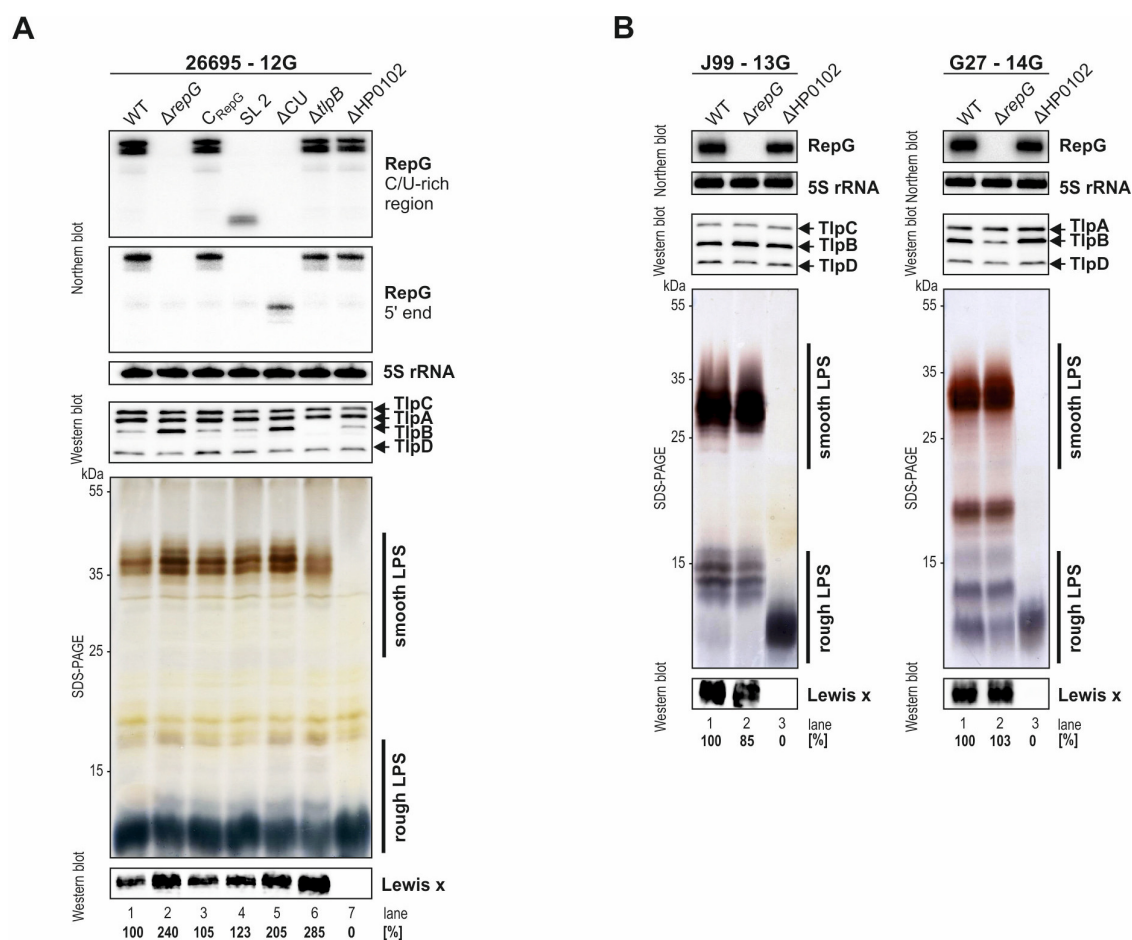 A
26695 - 12G
WT
ΔrepG
CRepG
SL 2
ΔCU
ΔtlpB
ΔHP0102
Northern blot
RepG
C/U-rich
region
RepG
5' end
5S rRNA
Western blot
TlpC
TlpA
TlpB
TlpD
kDa
55
35
25
15
SDS-PAGE
smooth LPS
rough LPS
Western blot
Lewis x
1 2 3 4 5 6 7 lane
100 240 105 123 205 285 0 [%]
B
J99 - 13G
WT
ΔrepG
ΔHP0102
Northern blot
RepG
5S rRNA
Western blot
TlpC
TlpB
TlpD
kDa
55
35
25
15
SDS-PAGE
smooth LPS
rough LPS
Western blot
Lewis x
1 2 3 lane
100 85 0 [%]
G27 - 14G
WT
ΔrepG
ΔHP0102
Northern blot
RepG
5S rRNA
Western blot
TlpA
TlpB
TlpD
kDa
55
35
25
15
SDS-PAGE
smooth LPS
rough LPS
Western blot
Lewis x
1 2 3 lane
100 103 0 [%]